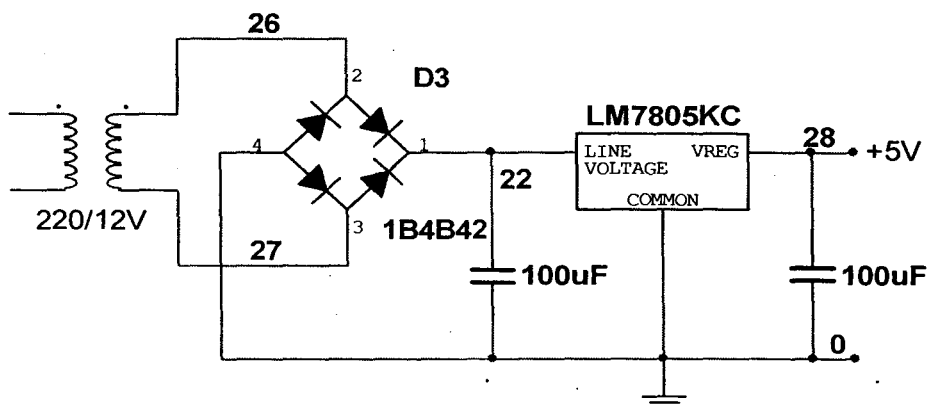 26
2
D3
LM7805KC
28
+5V
4
1
LINE VREG
VOLTAGE
22
COMMON
220/12V
3
1B4B42
27
100uF
100uF
0